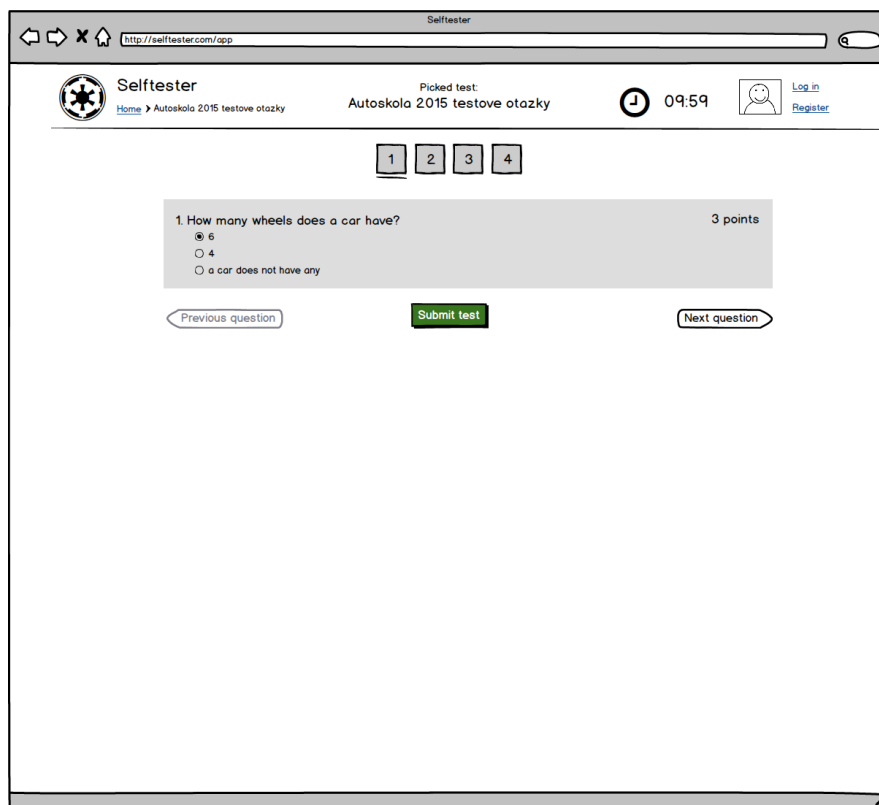 Selftester
http://selftester.com/app
Selftester
Home > Autoskola 2015 testove otazky
Picked test:
Autoskola 2015 testove otazky
09:59
Log in
Register
1 2 3 4
1. How many wheels does a car have?
3 points
6
4
a car does not have any
Previous question
Submit test
Next question